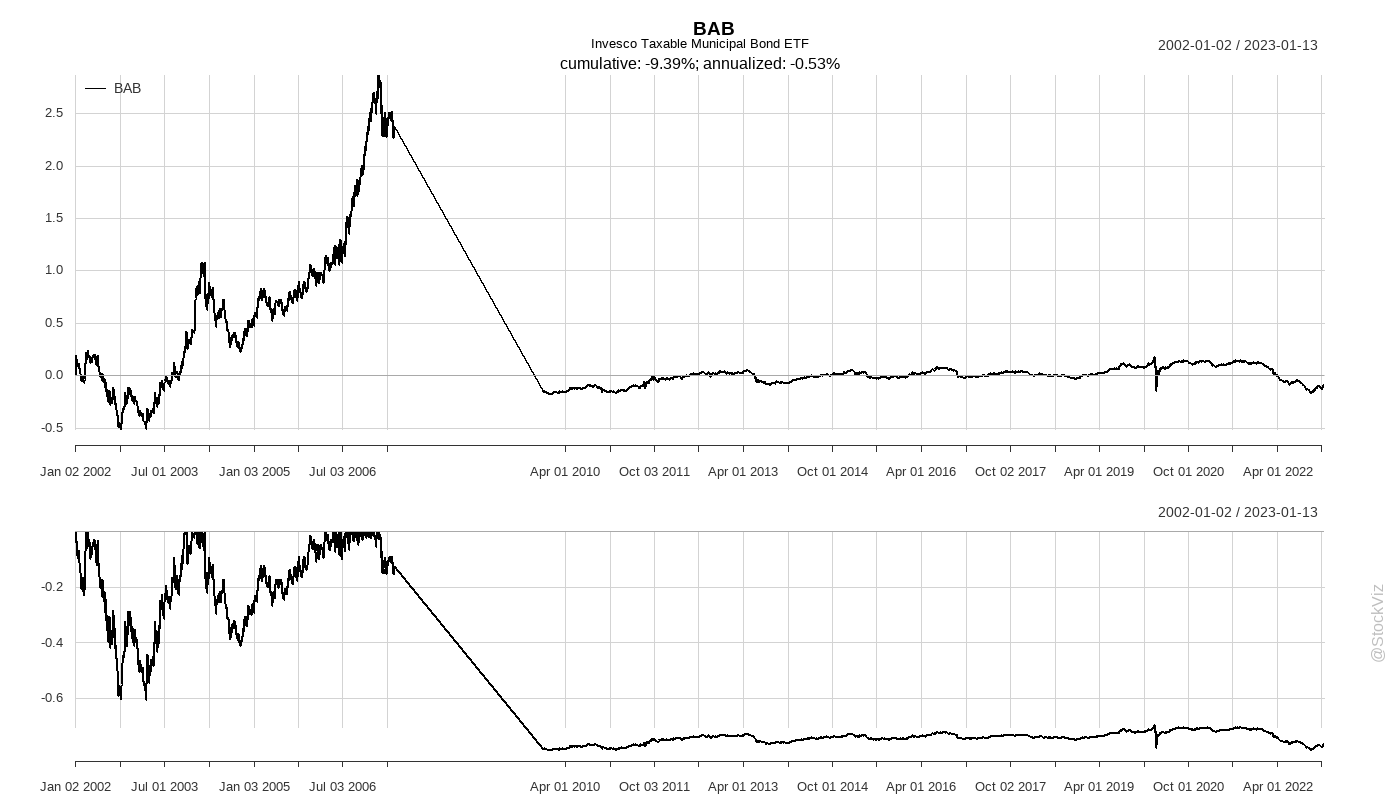 BAB
Invesco Taxable Municipal Bond ETF
2002-01-02 / 2023-01-13
cumulative: -9.39%; annualized: -0.53%
BAB
2.5
2.0
1.5
1.0
0.5
0.0
-0.5
Jan 02 2002 Jul 01 2003 Jan 03 2005 Jul 03 2006 Apr 01 2010 Oct 03 2011 Apr 01 2013 Oct 01 2014 Apr 01 2016 Oct 02 2017 Apr 01 2019 Oct 01 2020 Apr 01 2022
2002-01-02 / 2023-01-13
-0.2
-0.4
-0.6
Jan 02 2002 Jul 01 2003 Jan 03 2005 Jul 03 2006 Apr 01 2010 Oct 03 2011 Apr 01 2013 Oct 01 2014 Apr 01 2016 Oct 02 2017 Apr 01 2019 Oct 01 2020 Apr 01 2022
@StockViz